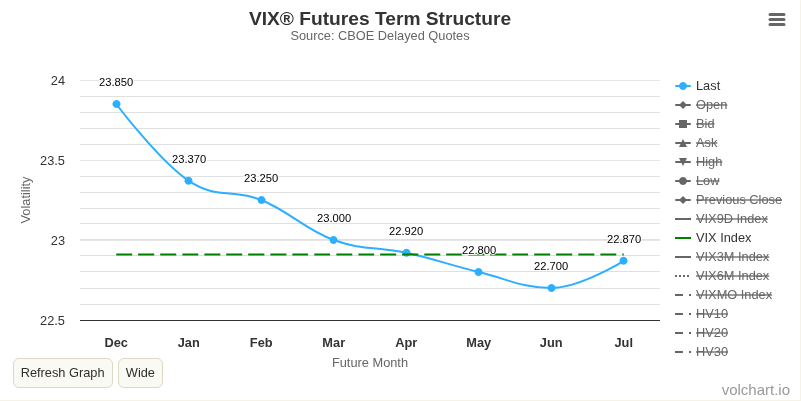 VIX® Futures Term Structure
Source: CBOE Delayed Quotes
Volatility
24
23.5
23
22.5
23.850
23.370
23.250
23.000
22.920
22.800
22.700
22.870
Dec
Jan
Feb
Mar
Apr
May
Jun
Jul
Future Month
Last
Open
Bid
Ask
High
Low
Previous Close
VIX9D Index
VIX Index
VIX3M Index
VIX6M Index
VIXMO Index
HV10
HV20
HV30
Refresh Graph
Wide
volchart.io